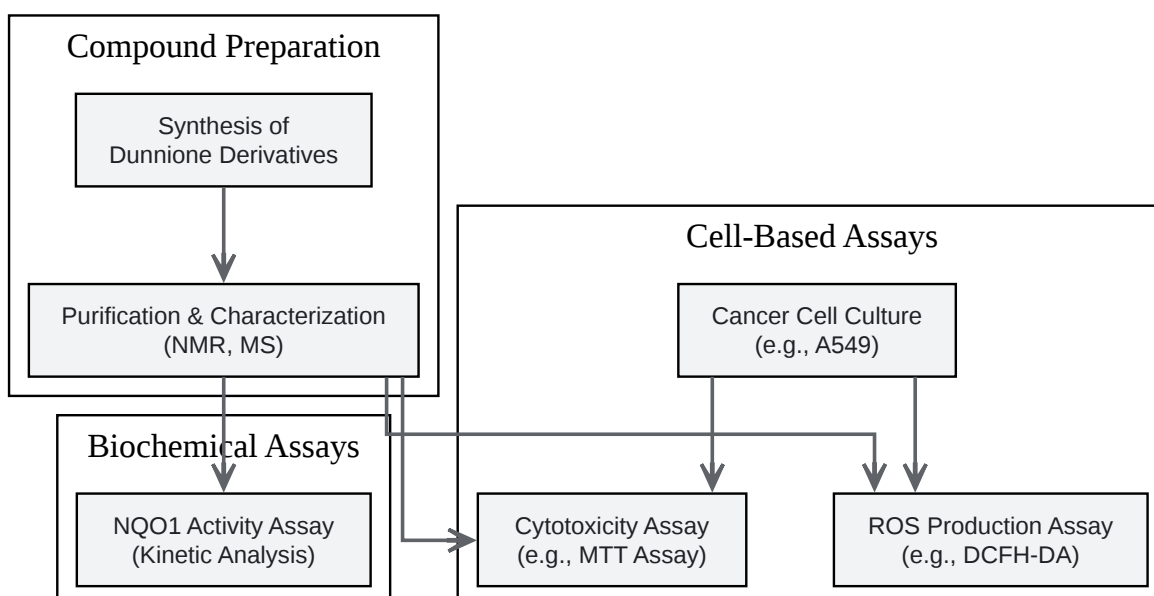 Compound Preparation
Synthesis of
Dunnione Derivatives
Purification & Characterization
(NMR, MS)
Biochemical Assays
NQO1 Activity Assay
(Kinetic Analysis)
Cell-Based Assays
Cancer Cell Culture
(e.g., A549)
Cytotoxicity Assay
(e.g., MTT Assay)
ROS Production Assay
(e.g., DCFH-DA)